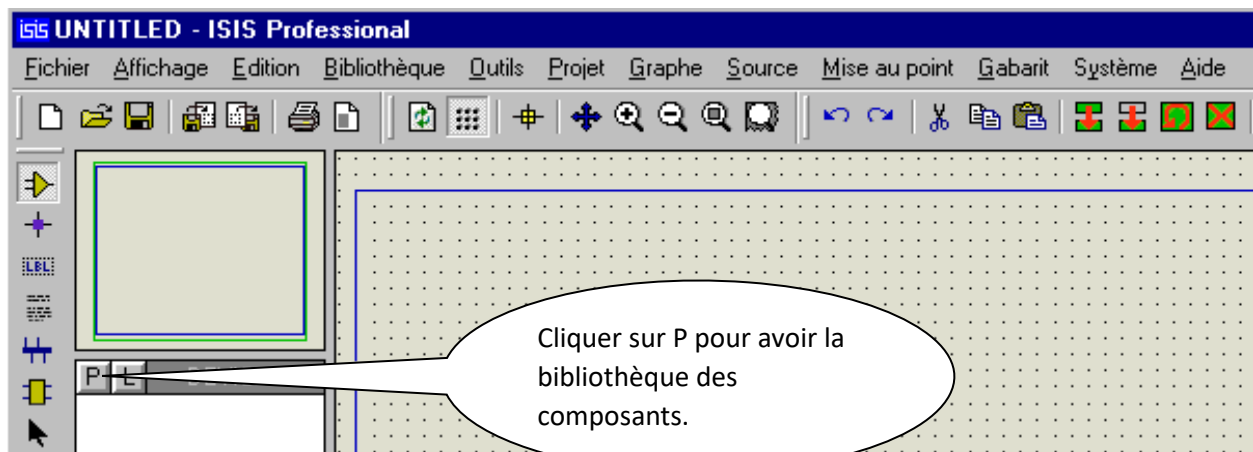 isis UNTITLED - ISIS Professional
Fichier Affichage Edition Bibliothèque Outils Projet Graphe Source Mise au point Gabarit Système Aide
LBL
Cliquer sur P pour avoir la
bibliothèque des
composants.
P L